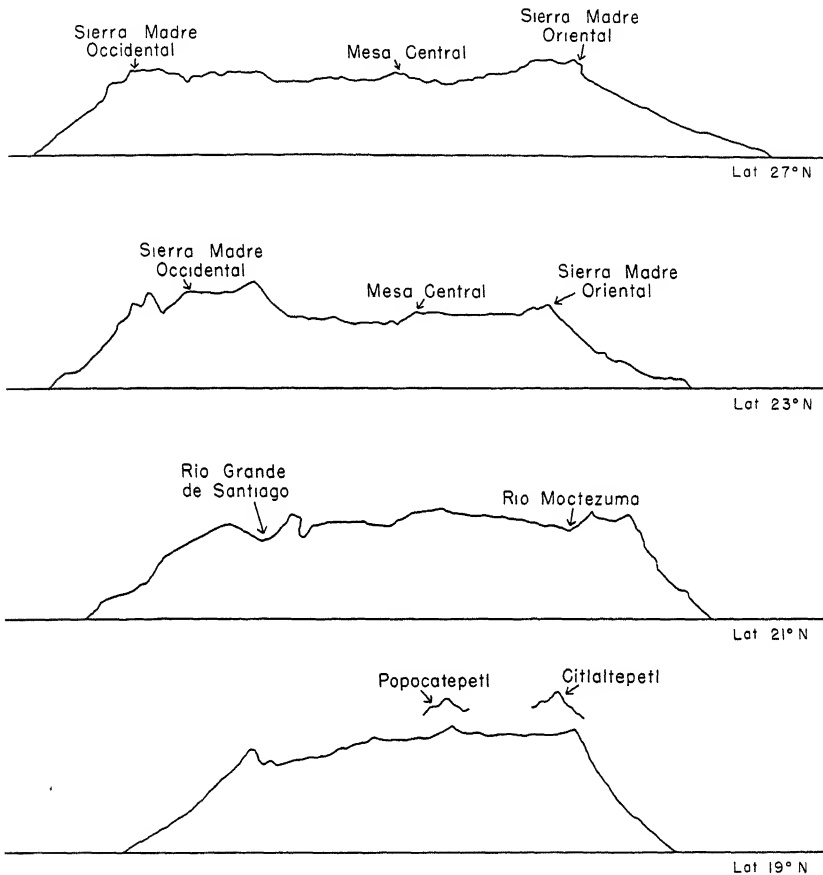 Sierra Madre
Occidental
Mesa Central
Sierra Madre
Oriental
Lat 27° N
Sierra Madre
Occidental
Mesa Central
Sierra Madre
Oriental
Lat 23° N
Rio Grande
de Santiago
Rio Moctezuma
Lat 21° N
Popocatepetl
Citlaltepetl
Lat 19° N